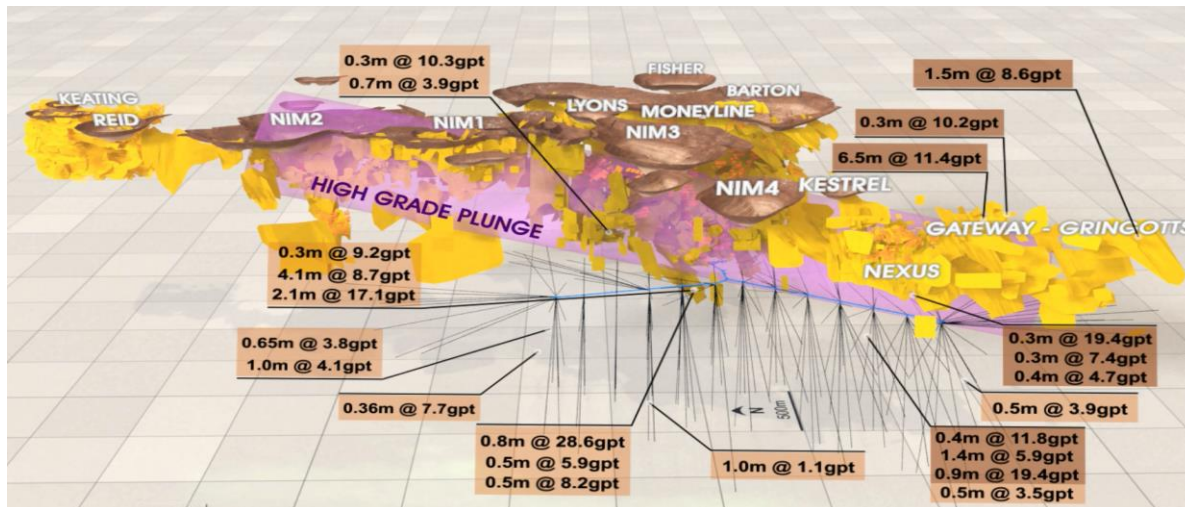 0.3m @ 10.3gpt
0.7m @ 3.9gpt
FISHER
1.5m @ 8.6gpt
KEATING
REID
NIM2
NIM1
LYONS
MONEYLINE
BARTON
NIM3
0.3m @ 10.2gpt
6.5m @ 11.4gpt
HIGH GRADE PLUNGE
NIM4
KESTREL
GATEWAY - GRINGOTTS
NEXUS
0.3m @ 9.2gpt
4.1m @ 8.7gpt
2.1m @ 17.1gpt
0.65m @ 3.8gpt
1.0m @ 4.1gpt
0.3m @ 19.4gpt
0.3m @ 7.4gpt
0.4m @ 4.7gpt
0.36m @ 7.7gpt
N
500m
0.5m @ 3.9gpt
0.8m @ 28.6gpt
0.5m @ 5.9gpt
0.5m @ 8.2gpt
1.0m @ 1.1gpt
0.4m @ 11.8gpt
1.4m @ 5.9gpt
0.9m @ 19.4gpt
0.5m @ 3.5gpt